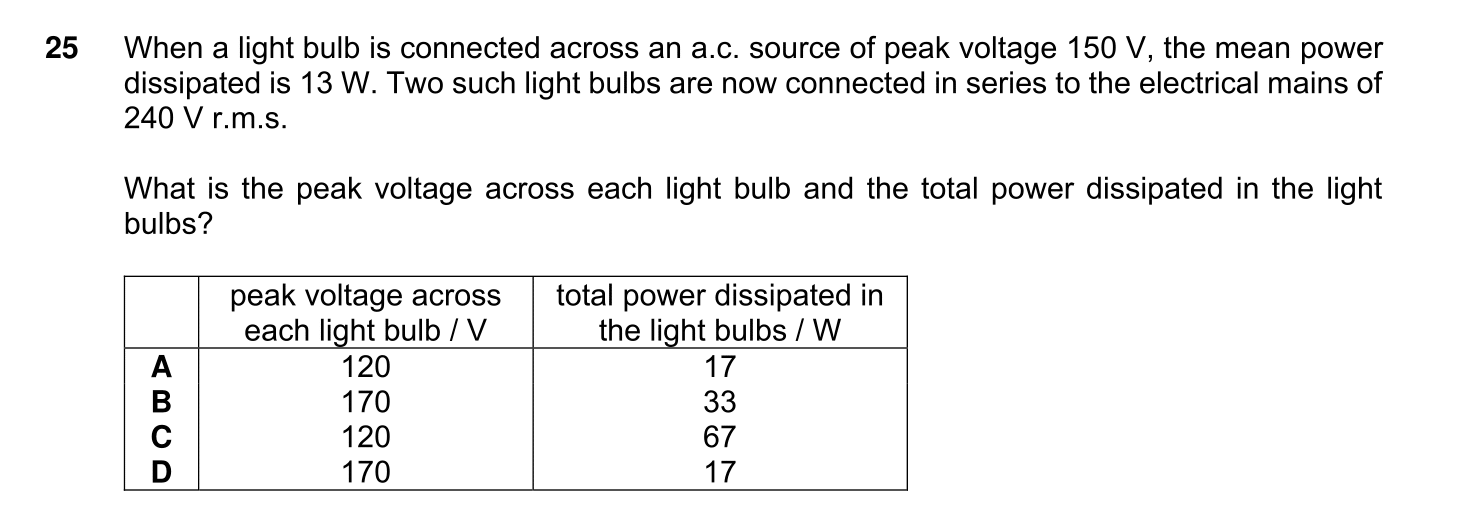 25 When a light bulb is connected across an a.c. source of peak voltage 150 V, the mean power
dissipated is 13 W. Two such light bulbs are now connected in series to the electrical mains of
240 V r.m.s.
What is the peak voltage across each light bulb and the total power dissipated in the light
bulbs?
peak voltage across each light bulb / V total power dissipated in the light bulbs / W
A 120 17
B 170 33
C 120 67
D 170 17